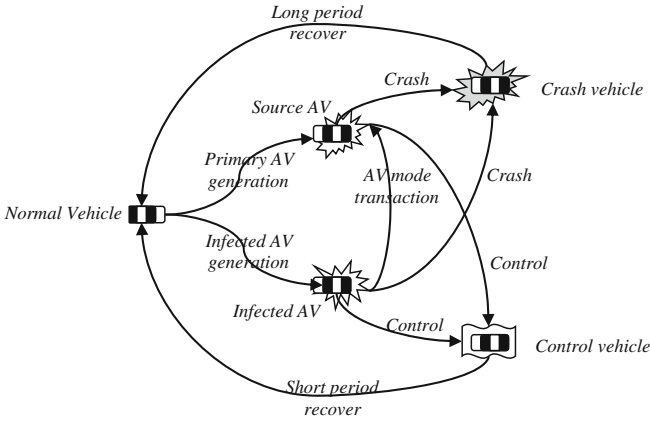 Long period
recover
Crash
Crash vehicle
Source AV
Primary AV
generation
AV mode
transaction
Crash
Normal Vehicle
Infected AV
generation
Control
Infected AV
Control
Control vehicle
Short period
recover